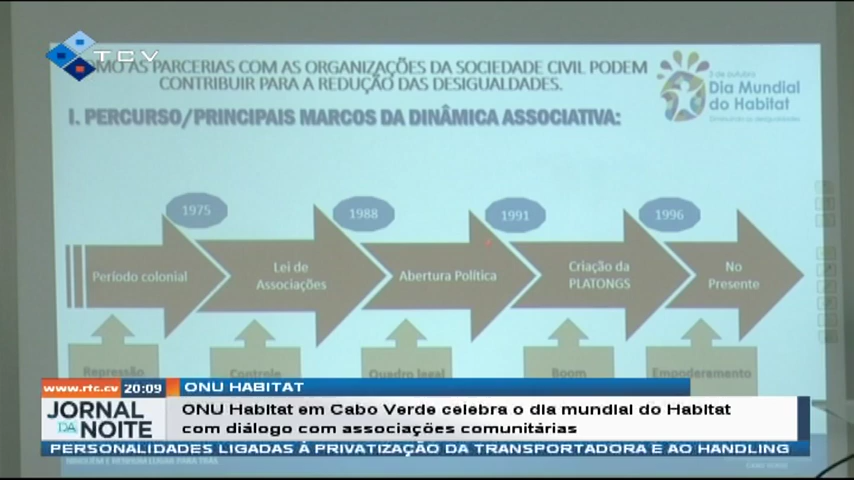 TCV
COMO AS PARCERIAS COM AS ORGANIZAÇÕES DA SOCIEDADE CIVIL PODEM
CONTRIBUIR PARA A REDUÇÃO DAS DESIGUALDADES.
Dia Mundial
do Habitat
I. PERCURSO/PRINCIPAIS MARCOS DA DINÂMICA ASSOCIATIVA:
1975
1988
1991
1996
Período colonial
Lei de
Associações
Abertura Política
Criação da
PLATONGS
No
Presente
Repressão
Controle
Quadro legal
Boom
Empoderamento
www.rtc.cv 20:09 ONU HABITAT
JORNAL
DA NOITE
ONU Habitat em Cabo Verde celebra o dia mundial do Habitat
com diálogo com associações comunitárias
PERSONALIDADES LIGADAS À PRIVATIZAÇÃO DA TRANSPORTADORA E AO HANDLING